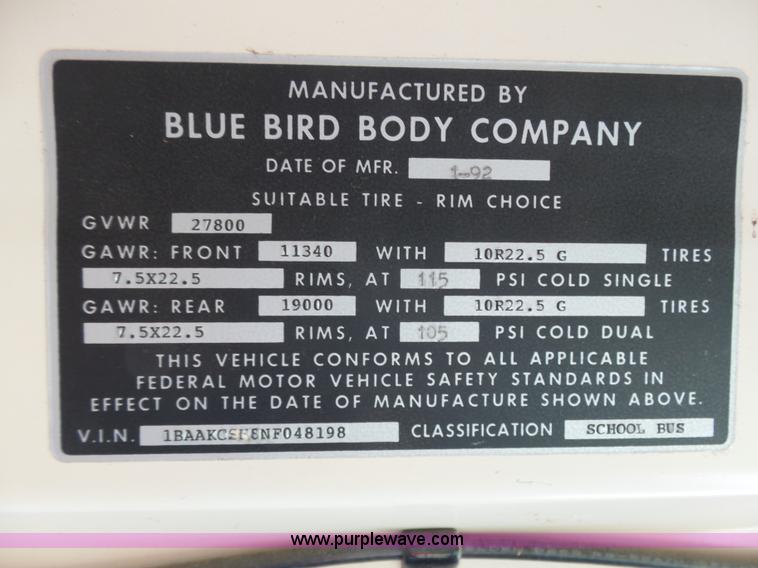 MANUFACTURED BY
BLUE BIRD BODY COMPANY
DATE OF MFR. 1-92
SUITABLE TIRE - RIM CHOICE
GVWR 27800
GAWR: FRONT 11340 WITH 10R22.5 G TIRES
7.5X22.5 RIMS, AT 115 PSI COLD SINGLE
GAWR: REAR 19000 WITH 10R22.5 G TIRES
7.5X22.5 RIMS, AT 105 PSI COLD DUAL
THIS VEHICLE CONFORMS TO ALL APPLICABLE
FEDERAL MOTOR VEHICLE SAFETY STANDARDS IN
EFFECT ON THE DATE OF MANUFACTURE SHOWN ABOVE.
V.I.N. CLASSIFICATION SCHOOL BUS
www.purplewave.com